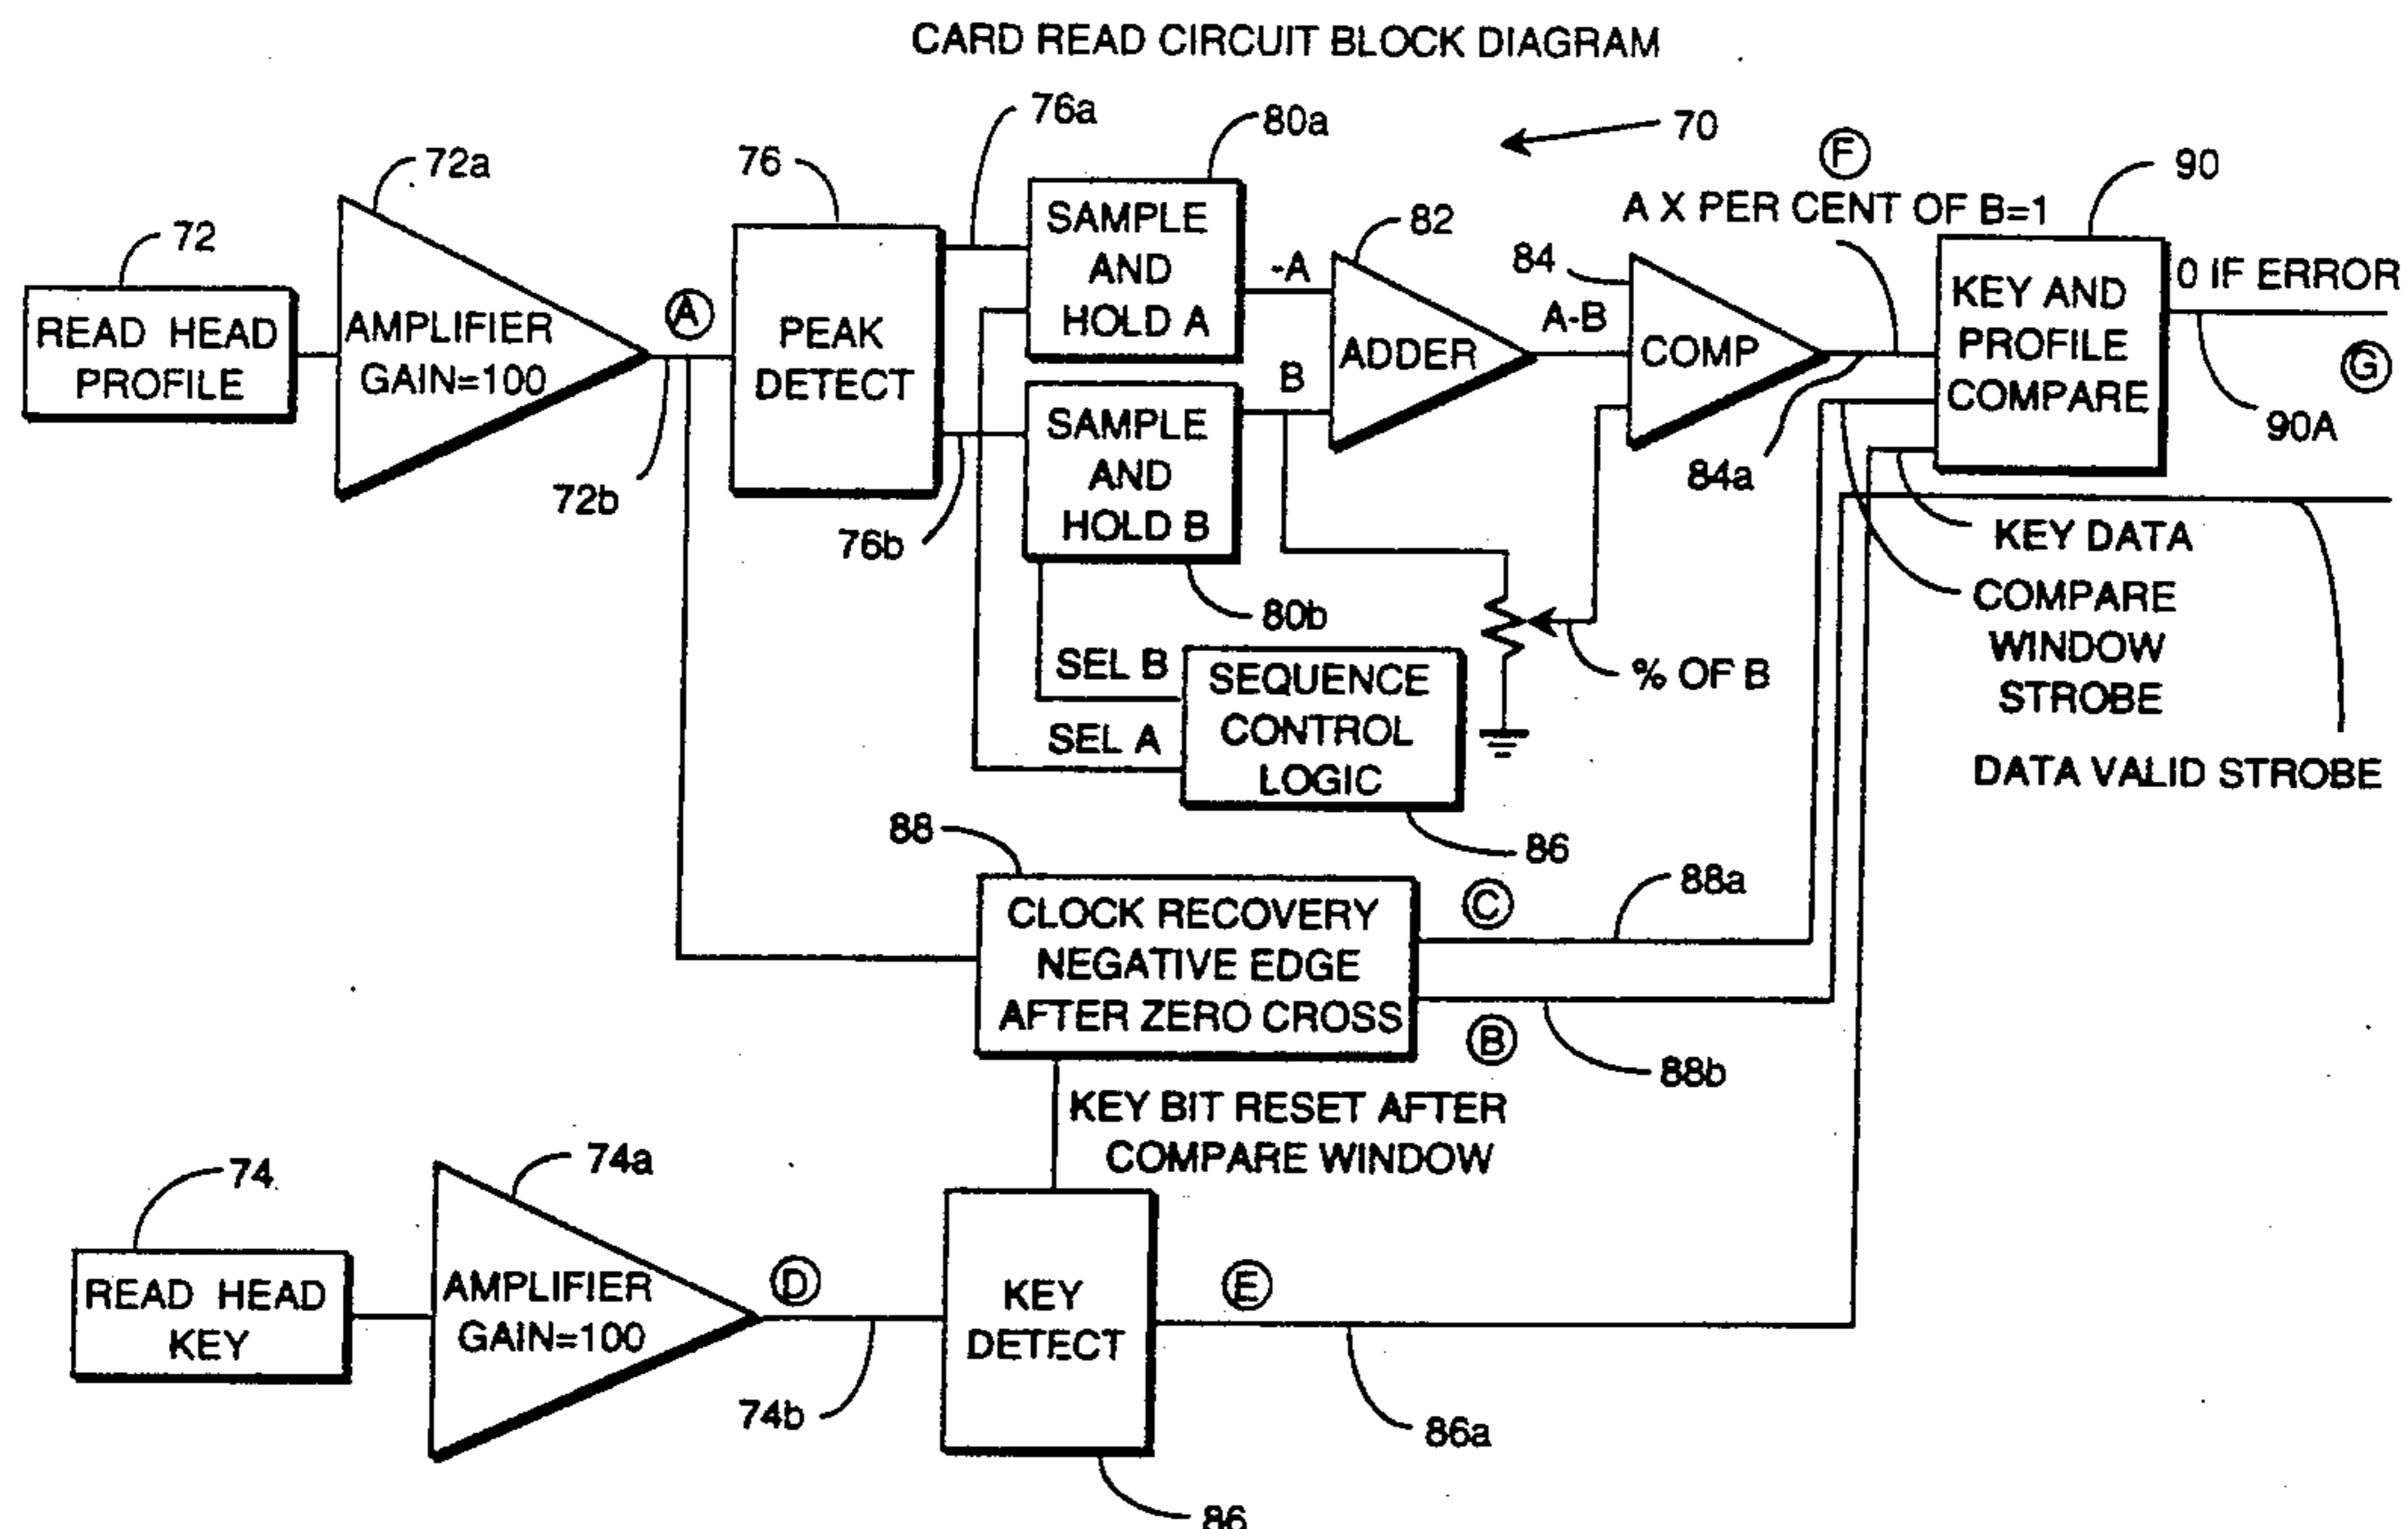 CARD READ CIRCUIT BLOCK DIAGRAM
76a
80a
70
F
90
72a
76
72
A X PER CENT OF B=1
82
84
READ HEAD
PROFILE
AMPLIFIER
GAIN=100
A
72b
PEAK
DETECT
76b
SAMPLE
AND
HOLD A
-A
SAMPLE
AND
HOLD B
B
80b
ADDER
A-B
COMP
84a
KEY AND
PROFILE
COMPARE
0 IF ERROR
G
90A
KEY DATA
COMPARE
WINDOW
STROBE
DATA VALID STROBE
% OF B
SEL B
SEL A
SEQUENCE
CONTROL
LOGIC
86
88
CLOCK RECOVERY
NEGATIVE EDGE
AFTER ZERO CROSS
C
88a
B
88b
KEY BIT RESET AFTER
COMPARE WINDOW
74
74a
READ HEAD
KEY
AMPLIFIER
GAIN=100
D
74b
KEY
DETECT
E
86a
86